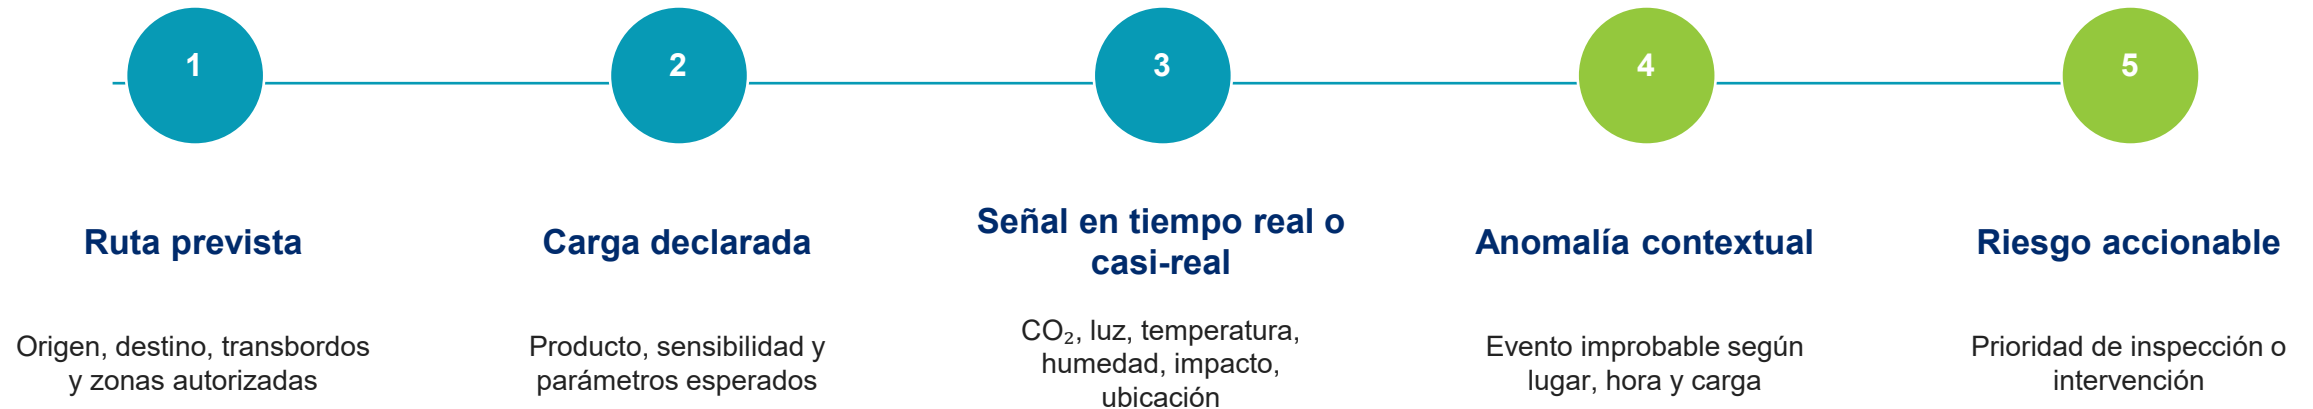 1
2
3
4
5
Ruta prevista
Carga declarada
Señal en tiempo real o
casi-real
Anomalía contextual
Riesgo accionable
Origen, destino, transbordos
y zonas autorizadas
Producto, sensibilidad y
parámetros esperados
CO₂, luz, temperatura,
humedad, impacto,
ubicación
Evento improbable según
lugar, hora y carga
Prioridad de inspección o
intervención